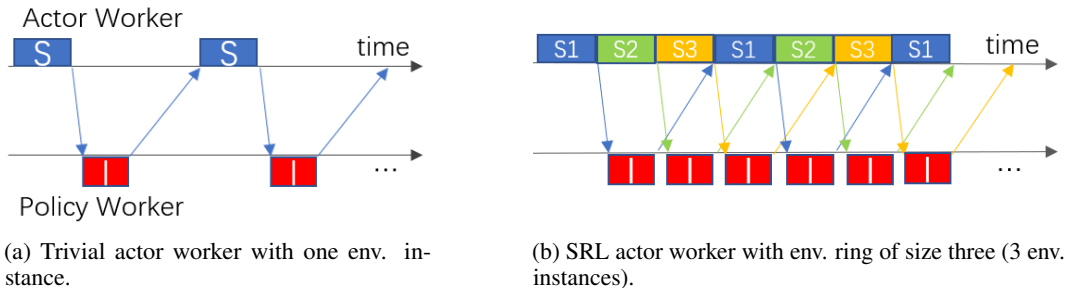 Actor Worker
S S time
I I ...
Policy Worker
(a) Trivial actor worker with one env. in-
stance.
S1 S2 S3 S1 S2 S3 S1 time
I I I I I I ...
(b) SRL actor worker with env. ring of size three (3 env.
instances).